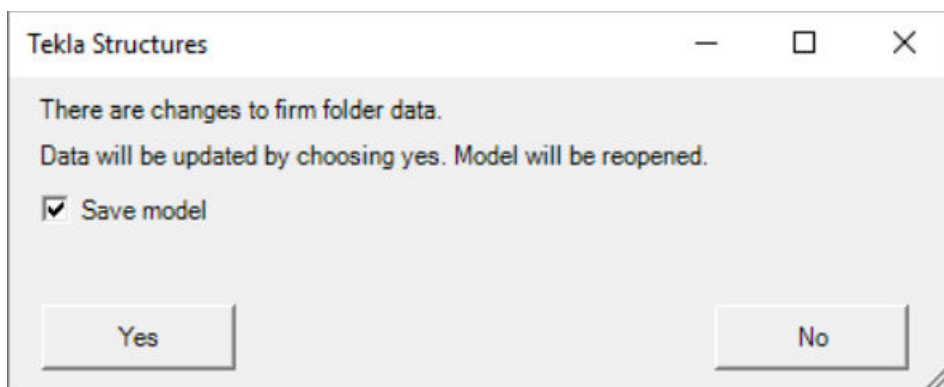 Tekla Structures
There are changes to firm folder data.
Data will be updated by choosing yes. Model will be reopened.
Save model
Yes
No